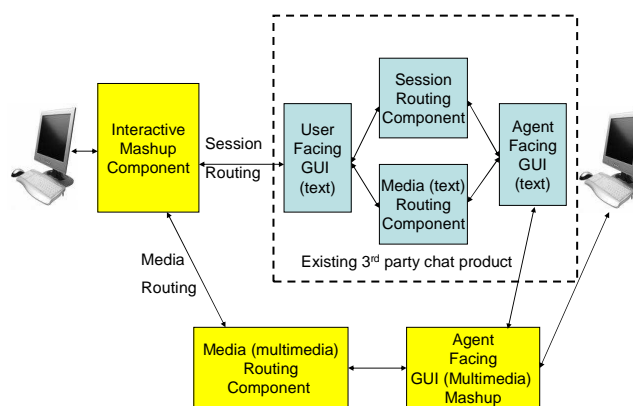 Interactive
Mashup
Component
Session
Routing
User
Facing
GUI
(text)
Session
Routing
Component
Media (text)
Routing
Component
Agent
Facing
GUI
(text)
Existing 3rd party chat product
Media
Routing
Media (multimedia)
Routing
Component
Agent
Facing
GUI (Multimedia)
Mashup